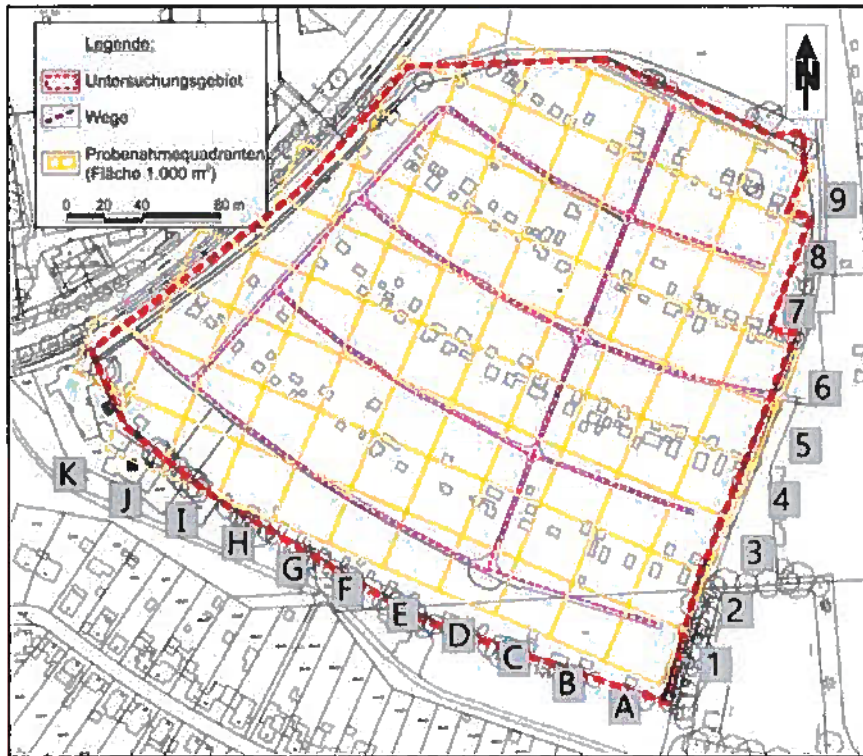 Legende:
Untersuchungsgebiet
Wege
Probenahmequadranten
(Fläche 1.000 m²)
0 20 40 80 m
N
9
8
7
6
5
4
3
2
1
K
J
I
H
G
F
E
D
C
B
A